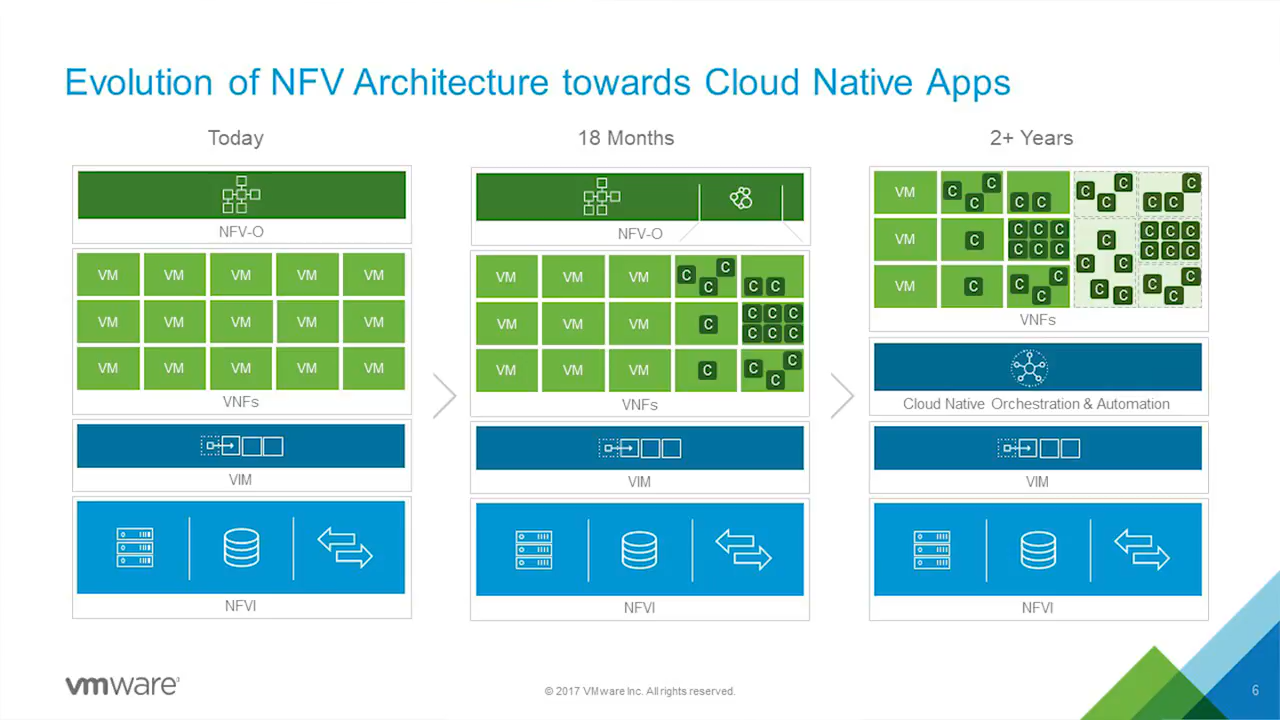 Evolution of NFV Architecture towards Cloud Native Apps
Today
NFV-O
VM VM VM VM VM
VM VM VM VM VM
VM VM VM VM VM
VNFs
VIM
NFVI
18 Months
NFV-O
VM VM VM C C C C C
VM VM VM C C C C C C C
VM VM VM C C C C
VNFs
VIM
NFVI
2+ Years
VM C C C C C C C C C C C
VM C C C C C C C C C C C C C C
VM C C C C C C C C C
VNFs
Cloud Native Orchestration & Automation
VIM
NFVI
vmware
© 2017 VMware Inc. All rights reserved.
6